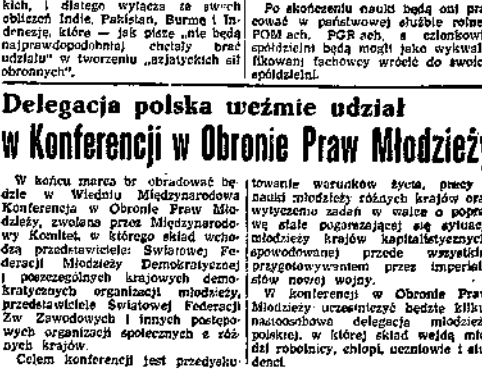 kich, i dlatego wyłącza ze swych
obliczeń Indie, Pakistan, Burmę i In-
donezję, które — jak pisze „nie będą
najprawdopodobniej chciały brać
udziału" w tworzeniu „azjatyckich sił
obronnych".
Po skończeniu nauki będą oni pra
cować w państwowej służbie rolne
POM ach, PGR ach, a członkowi
spółdzielni będą mogli jako wykwal
fikowani fachowcy wrócić do swoje
spółdzielni.
Delegacja polska weźmie udział
w Konferencji w Obronie Praw Młodzieży
W końcu marca br obradować bę-
dzie w Wiedniu Międzynarodowa
Konferencja w Obronie Praw Mło-
dzieży, zwołana przez Międzynarodo-
wy Komitet, w którego skład wcho-
dzą przedstawiciele: Światowej Fe-
deracji Młodzieży Demokratycznej
i poszczególnych krajowych demo-
kratycznych organizacji młodzieży,
przedstawiciele Światowej Federacji
Zw Zawodowych i innych postępo-
wych organizacji społecznych z róż-
nych krajów.
Celem konferencji jest przedysku-
towanie warunków życia, pracy
nauki młodzieży różnych krajów ora
wytyczenie zadań w walce o popra
wę stale pogarszającej się sytuacj
młodzieży krajów kapitalistycznych
spowodowanej przede wszystkim
przygotowywaniem przez imperial
stów nowej wojny.
W konferencji w Obronie Praw
Młodzieży uczestniczyć będzie kilku
nastoosobowa delegacja młodzież
polskiej, w której skład wejdą mło
dzi robotnicy, chłopi, uczniowie i stu
denci.